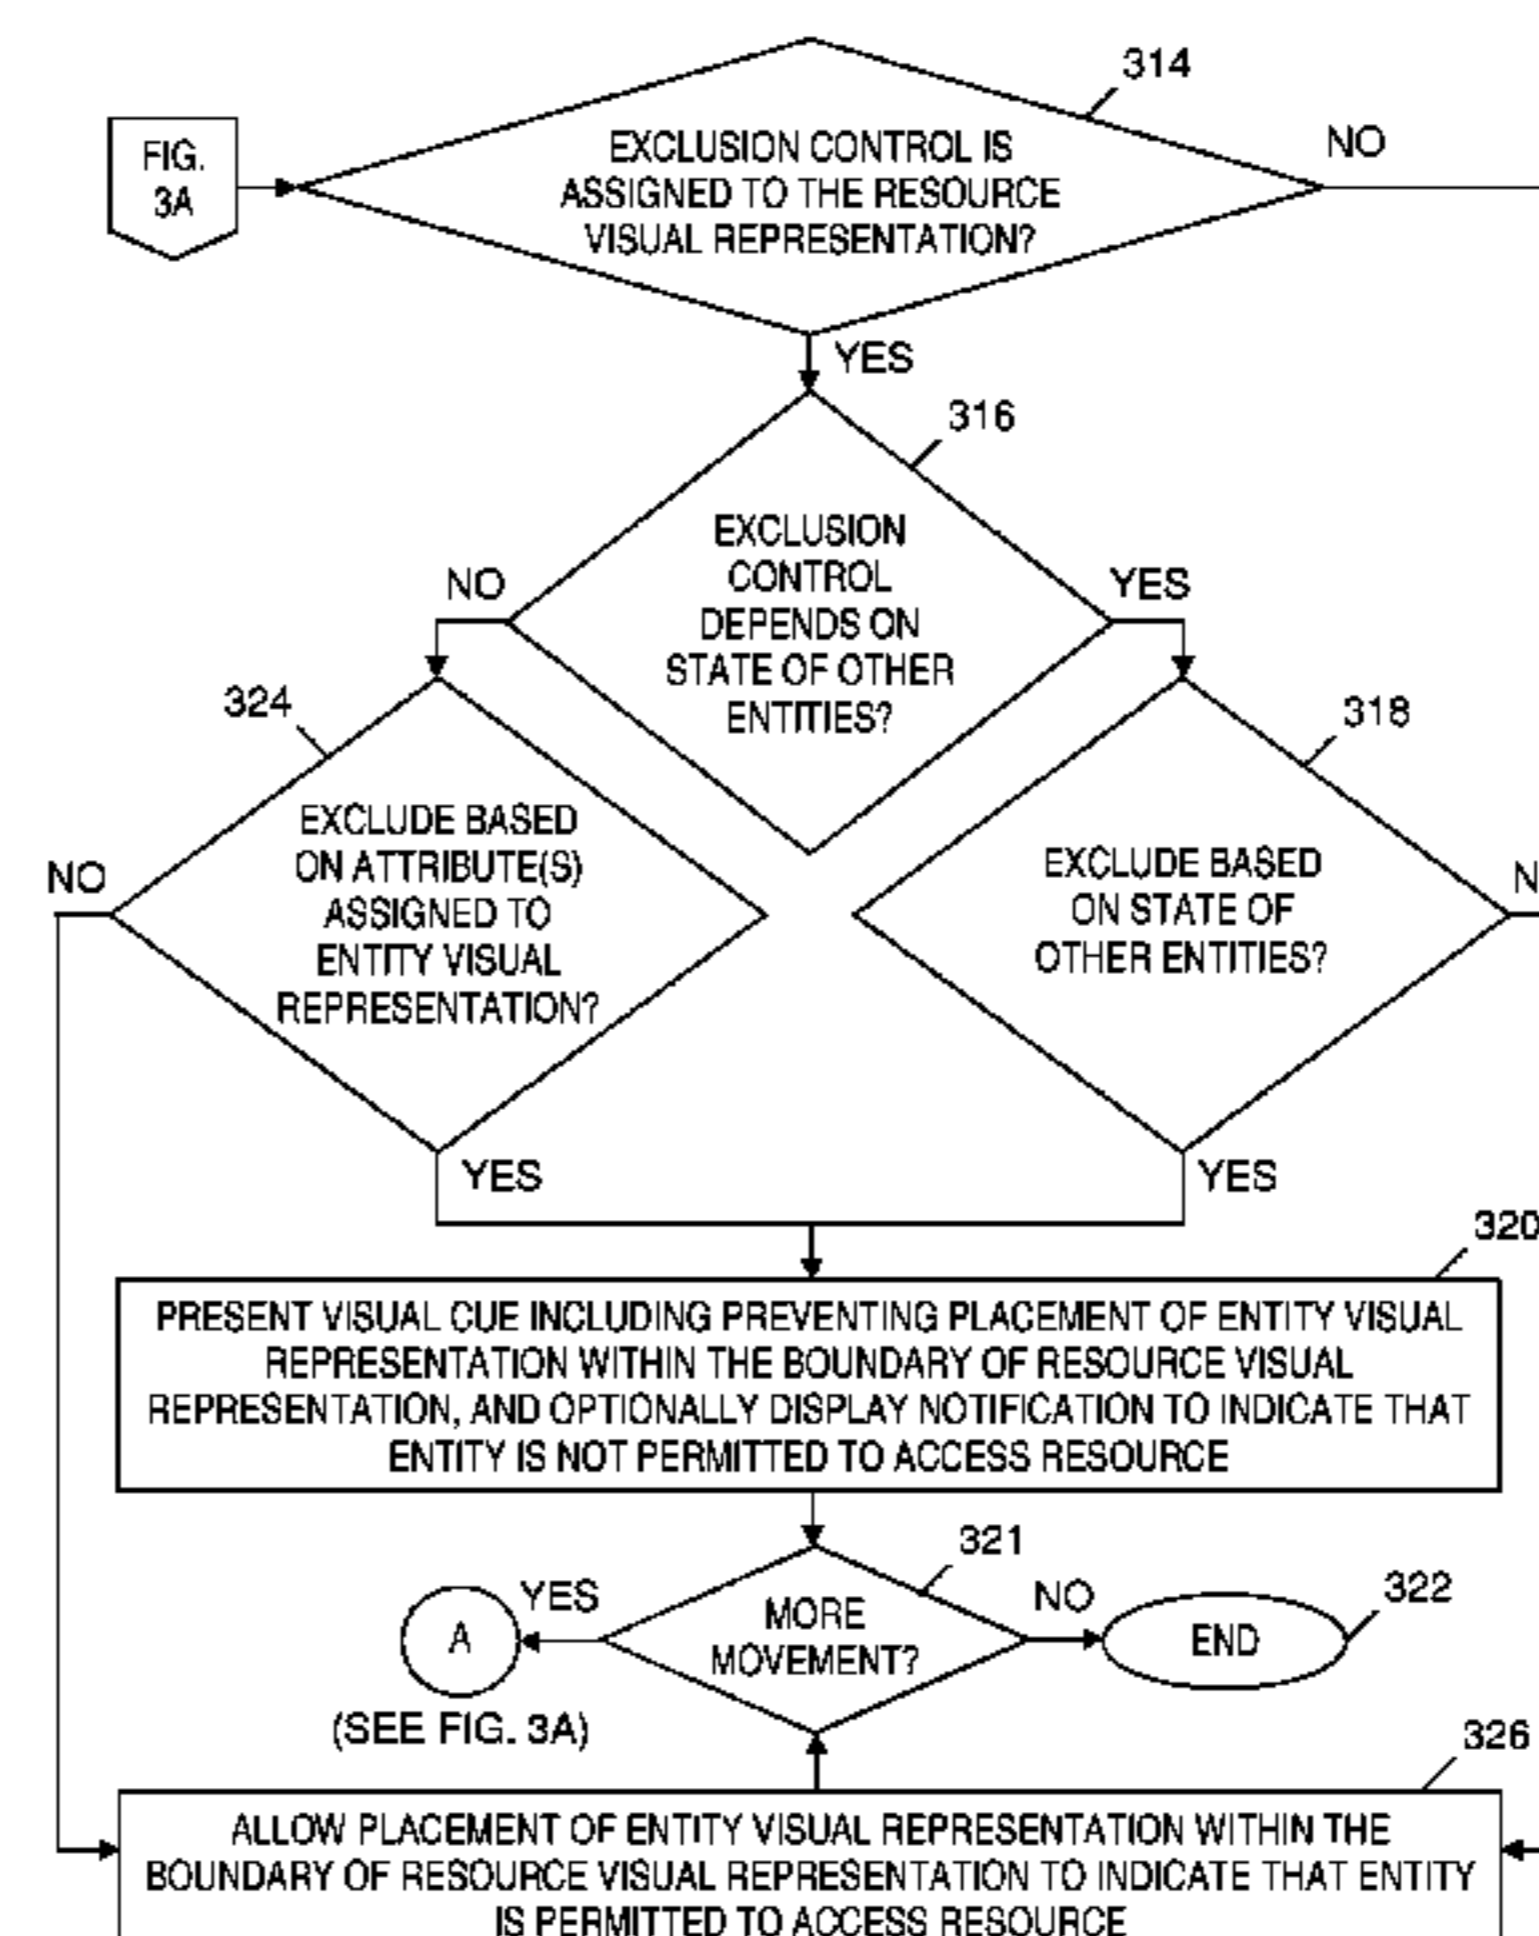 314
FIG.
3A
EXCLUSION CONTROL IS
ASSIGNED TO THE RESOURCE
VISUAL REPRESENTATION?
NO
YES
316
EXCLUSION
CONTROL
DEPENDS ON
STATE OF OTHER
ENTITIES?
NO
YES
324
EXCLUDE BASED
ON ATTRIBUTE(S)
ASSIGNED TO
ENTITY VISUAL
REPRESENTATION?
NO
YES
318
EXCLUDE BASED
ON STATE OF
OTHER ENTITIES?
YES
320
PRESENT VISUAL CUE INCLUDING PREVENTING PLACEMENT OF ENTITY VISUAL
REPRESENTATION WITHIN THE BOUNDARY OF RESOURCE VISUAL
REPRESENTATION, AND OPTIONALLY DISPLAY NOTIFICATION TO INDICATE THAT
ENTITY IS NOT PERMITTED TO ACCESS RESOURCE
321
MORE
MOVEMENT?
YES
A
(SEE FIG. 3A)
NO
END
322
326
ALLOW PLACEMENT OF ENTITY VISUAL REPRESENTATION WITHIN THE
BOUNDARY OF RESOURCE VISUAL REPRESENTATION TO INDICATE THAT ENTITY
IS PERMITTED TO ACCESS RESOURCE